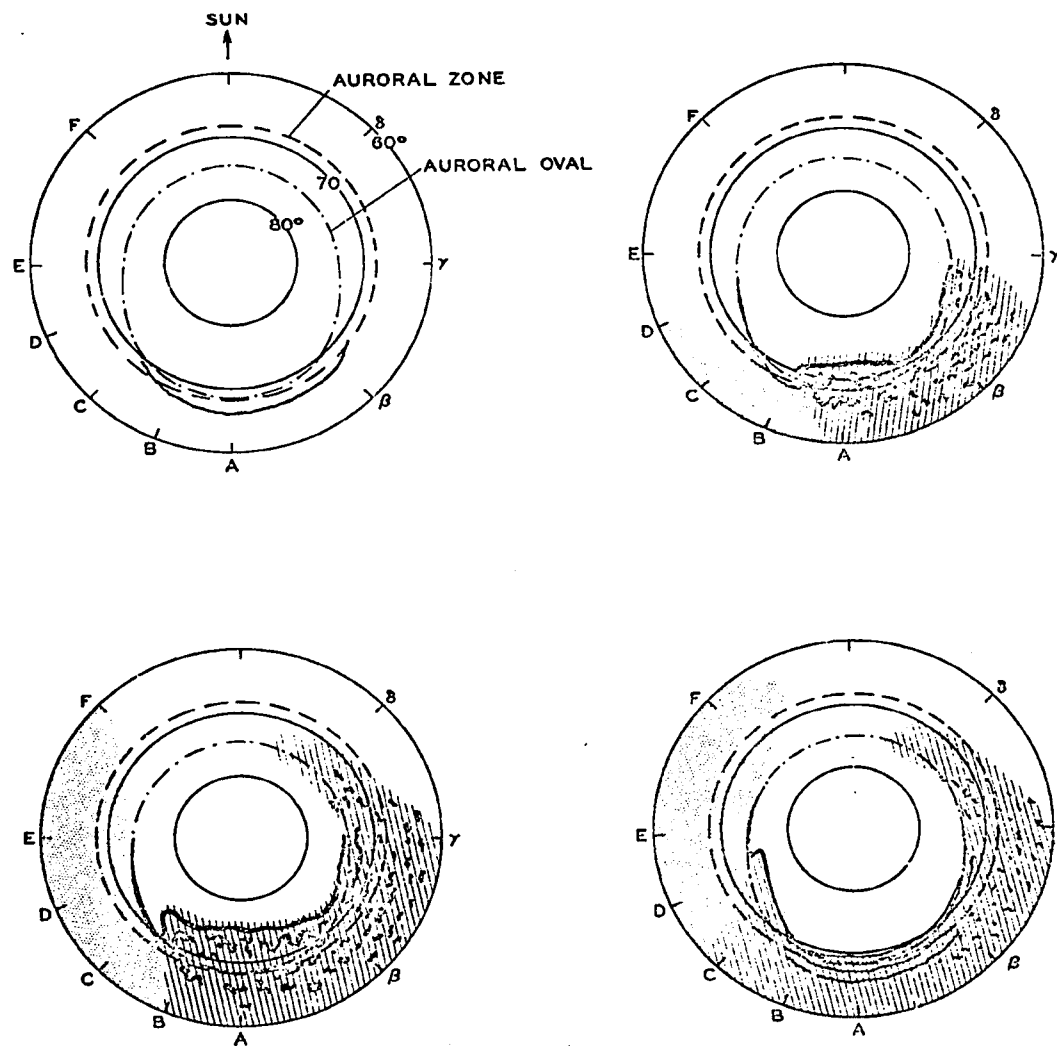 SUN
AURORAL ZONE
F
δ
60°
AURORAL OVAL
70
80°
E
γ
D
C
β
B
A
F
δ
E
γ
D
C
β
B
A
F
δ
E
γ
D
C
β
B
A
F
δ
E
D
C
β
B
A